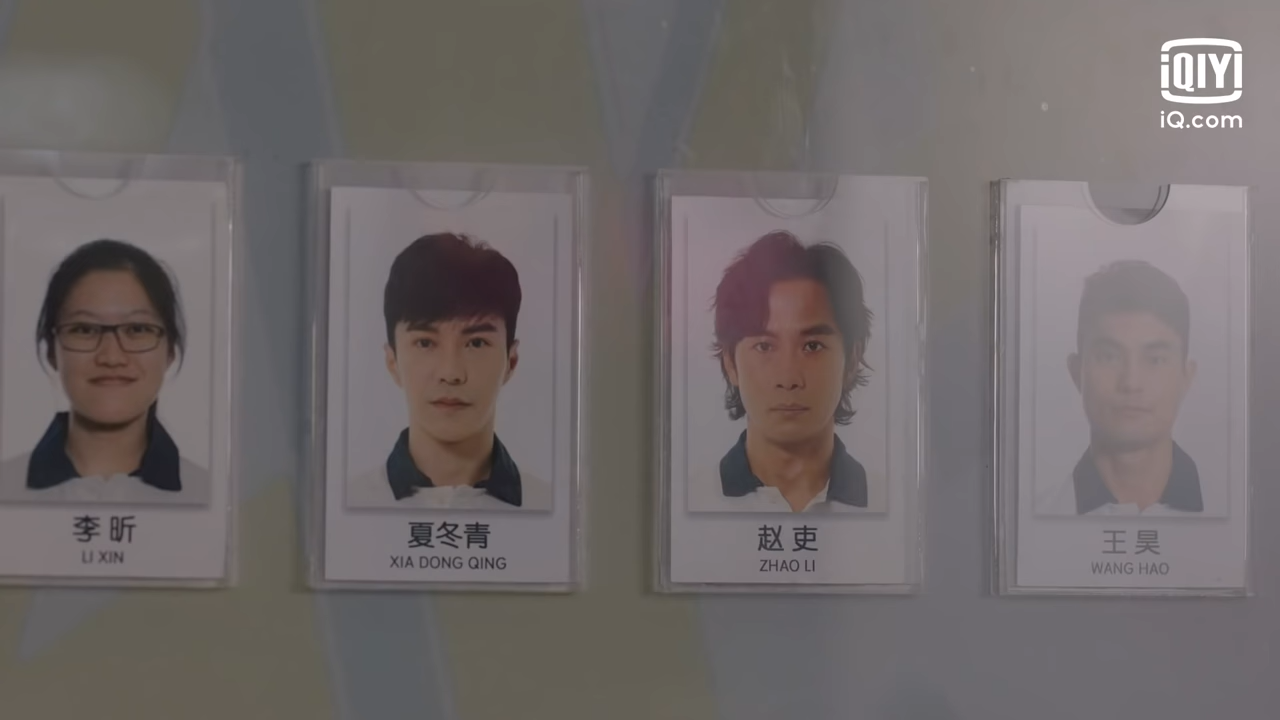 iQIYI
iQ.com
李昕
LI XIN
夏冬青
XIA DONG QING
赵吏
ZHAO LI
王昊
WANG HAO